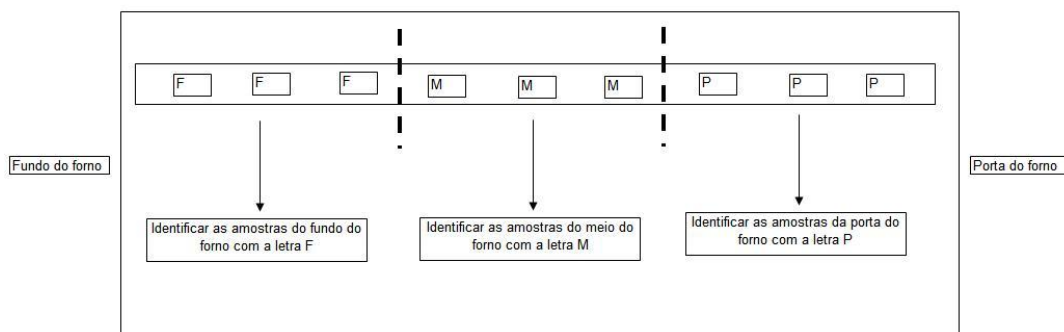 F
F
F
M
M
M
P
P
P
Fundo do forno
Porta do forno
Identificar as amostras do fundo do
forno com a letra F
Identificar as amostras do meio do
forno com a letra M
Identificar as amostras da porta do
forno com a letra P